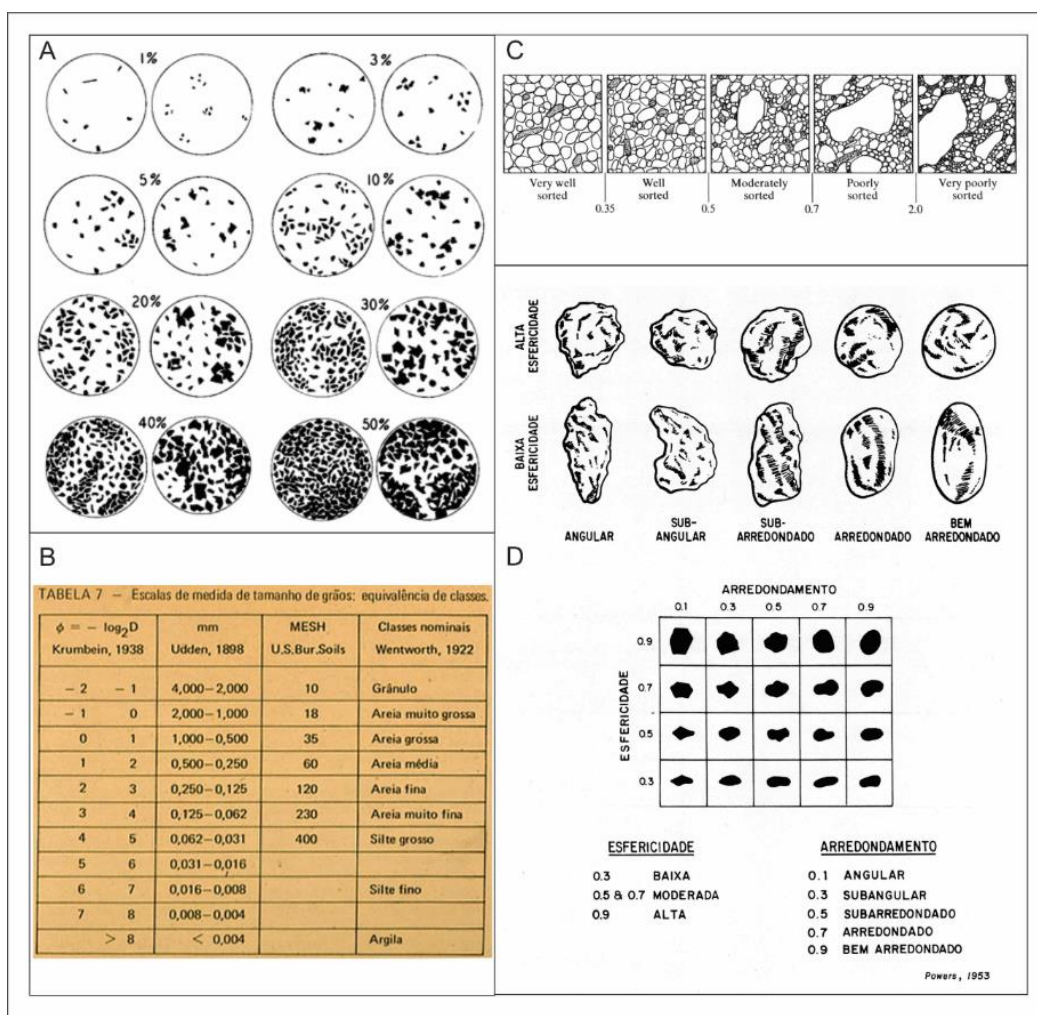 A
1%
3%
5%
10%
20%
30%
40%
50%
B
TABELA 7 — Escalas de medida de tamanho de grãos: equivalência de classes.
ϕ = − log₂D mm MESH Classes nominais
Krumbein, 1938 Udden, 1898 U.S.Bur.Soils Wentworth, 1922
− 2 − 1 4,000−2,000 10 Grânulo
− 1 0 2,000−1,000 18 Areia muito grossa
0 1 1,000−0,500 35 Areia grossa
1 2 0,500−0,250 60 Areia média
2 3 0,250−0,125 120 Areia fina
3 4 0,125−0,062 230 Areia muito fina
4 5 0,062−0,031 400 Silte grosso
5 6 0,031−0,016
6 7 0,016−0,008 Silte fino
7 8 0,008−0,004
> 8 < 0,004 Argila
C
Very well sorted
Well sorted
Moderately sorted
Poorly sorted
Very poorly sorted
0.35 0.5 0.7 2.0
ALTA ESFERICIDADE
BAIXA ESFERICIDADE
ANGULAR
SUB-ANGULAR
SUB-ARREDONDADO
ARREDONDADO
BEM ARREDONDADO
D
ARREDONDAMENTO
0.1 0.3 0.5 0.7 0.9
ESFERICIDADE
0.9
0.7
0.5
0.3
ESFERICIDADE
0.3 BAIXA
0.5 & 0.7 MODERADA
0.9 ALTA
ARREDONDAMENTO
0.1 ANGULAR
0.3 SUBANGULAR
0.5 SUBARREDONDADO
0.7 ARREDONDADO
0.9 BEM ARREDONDADO
Powers, 1953